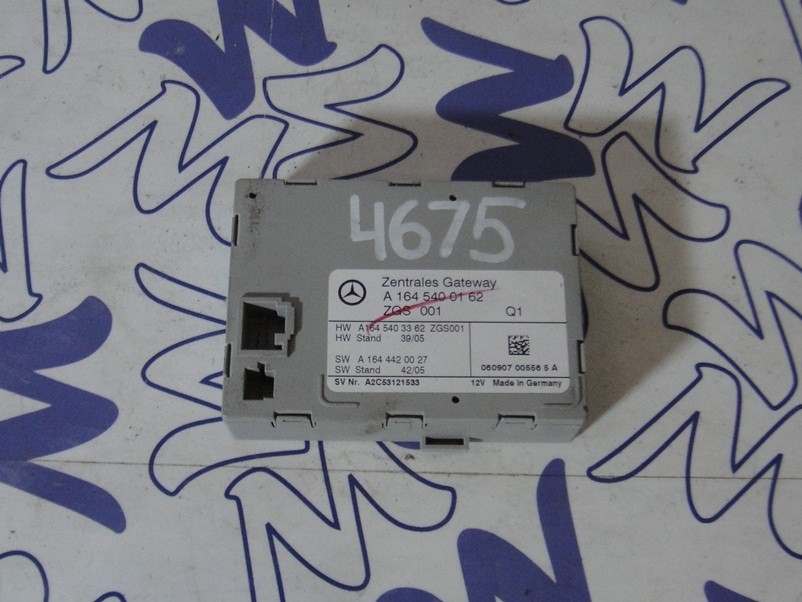 4675
Zentrales Gateway
A 164 540 01 62
ZGS 001 Q1
HW A164 540 33 62 ZGS001
HW Stand 39/05
SW A 164 442 00 27
SW Stand 42/05
060907 00556 5 A
SV Nr. A2C53121533 12V Made in Germany